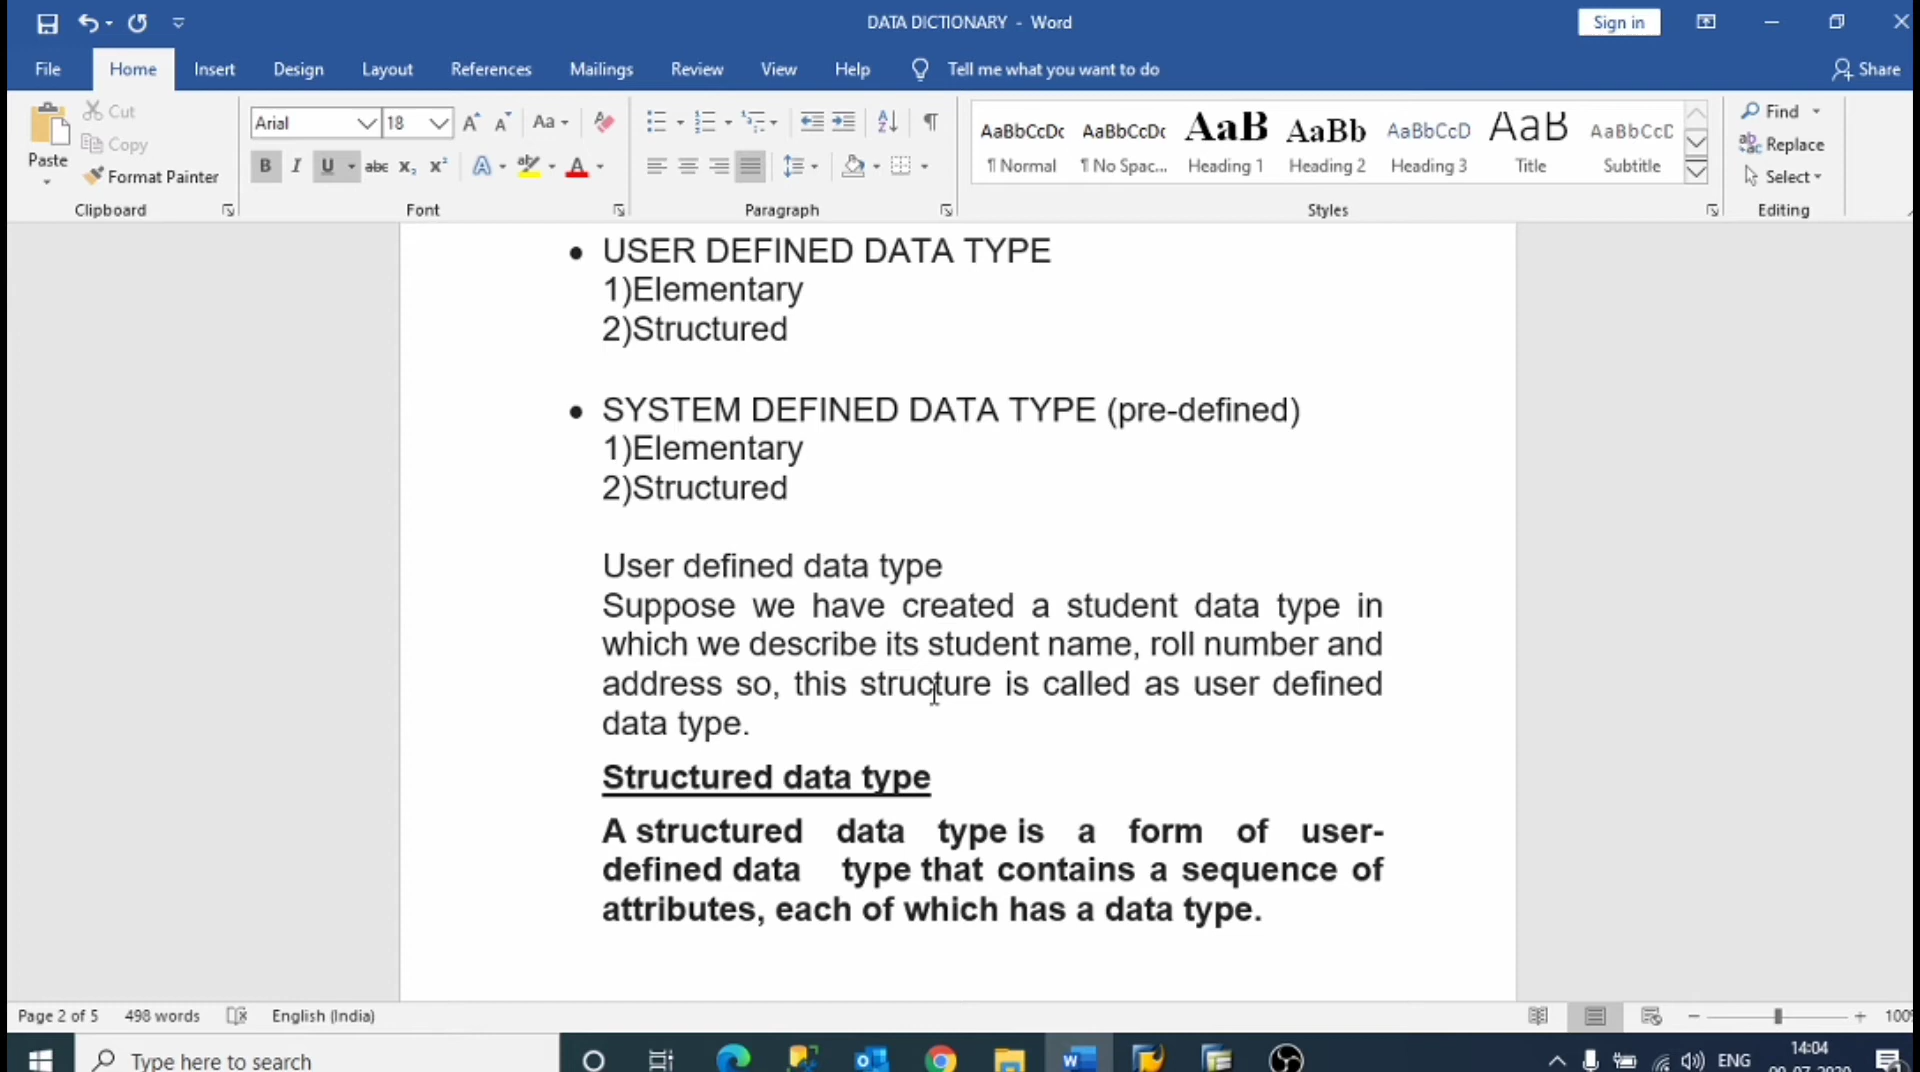 DATA DICTIONARY - Word
Sign in
File Home Insert Design Layout References Mailings Review View Help Tell me what you want to do Share
Paste
Cut
Copy
Format Painter
Clipboard
Arial 18
Font
Paragraph
AaBbCcDc AaBbCcDc AaB AaBb AaBbCcD AaB AaBbCcD
¶ Normal ¶ No Spac... Heading 1 Heading 2 Heading 3 Title Subtitle
Styles
Find
Replace
Select
Editing
• USER DEFINED DATA TYPE
1)Elementary
2)Structured
• SYSTEM DEFINED DATA TYPE (pre-defined)
1)Elementary
2)Structured
User defined data type
Suppose we have created a student data type in
which we describe its student name, roll number and
address so, this structure is called as user defined
data type.
Structured data type
A structured data type is a form of user-
defined data type that contains a sequence of
attributes, each of which has a data type.
Page 2 of 5 498 words English (India) 100%
Type here to search
ENG
14:04